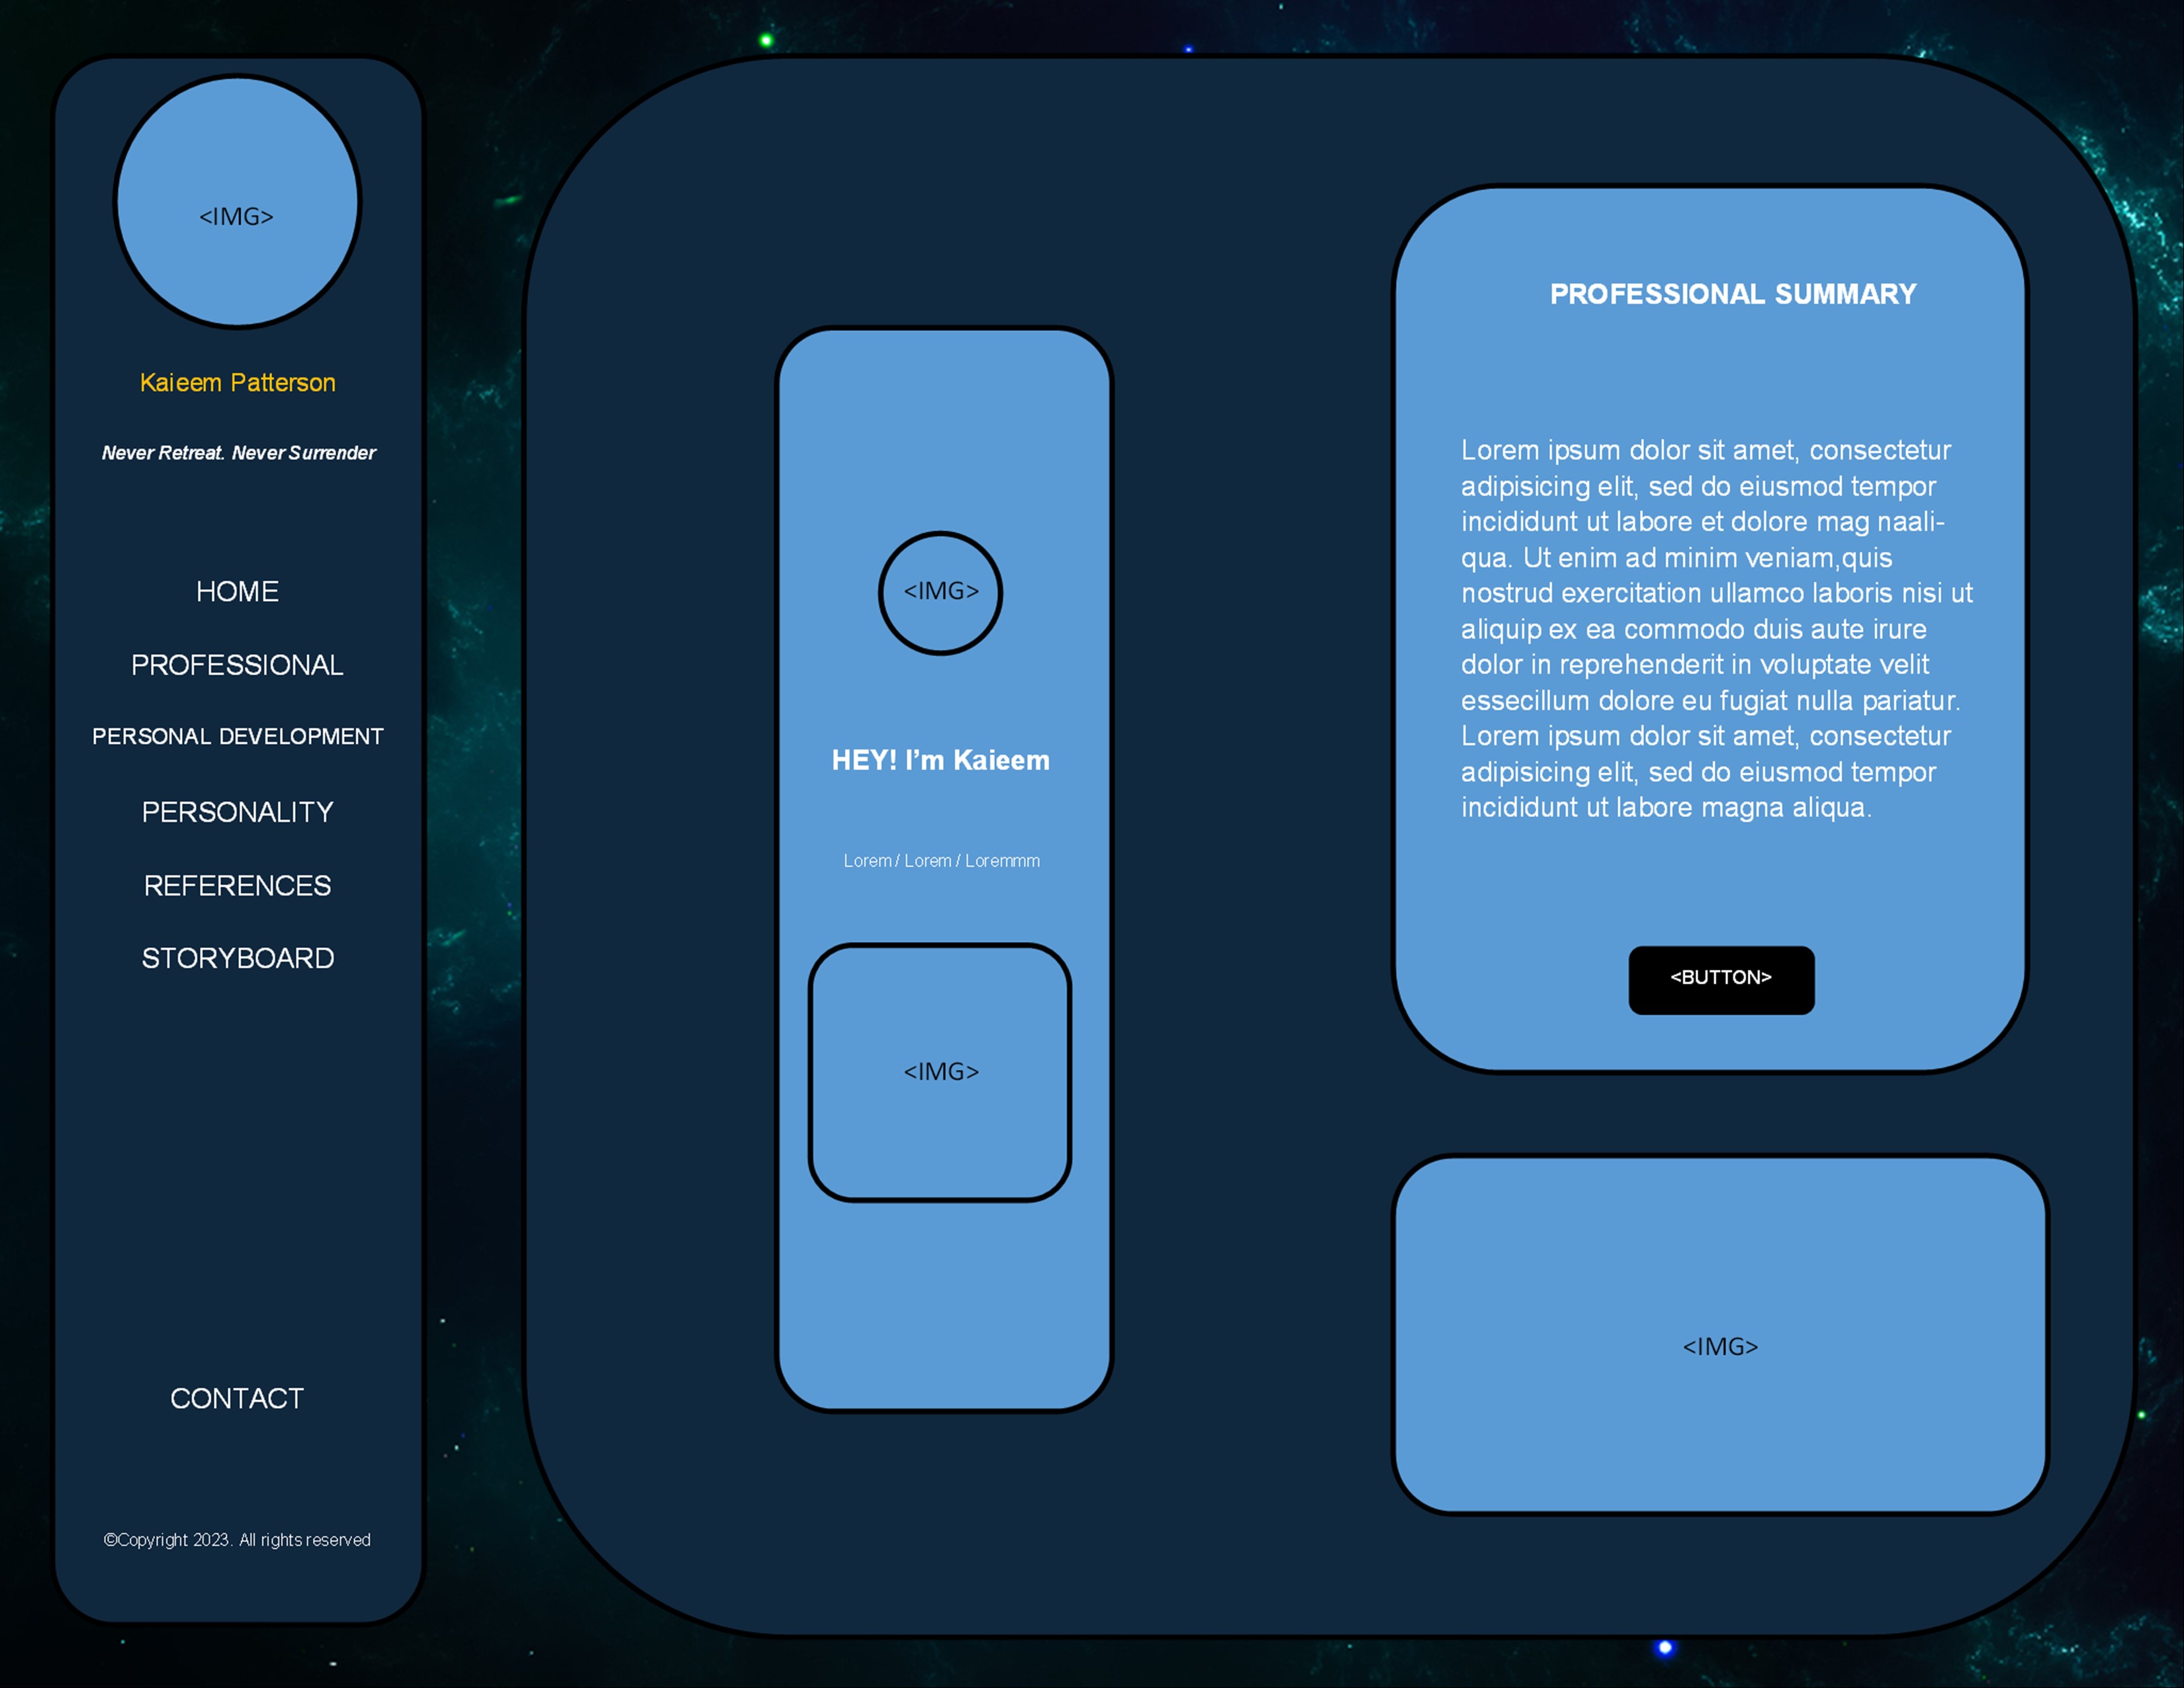 <IMG>
Kaieem Patterson
Never Retreat. Never Surrender
HOME
PROFESSIONAL
PERSONAL DEVELOPMENT
PERSONALITY
REFERENCES
STORYBOARD
CONTACT
©Copyright 2023. All rights reserved
<IMG>
HEY! I’m Kaieem
Lorem / Lorem / Loremmm
<IMG>
PROFESSIONAL SUMMARY
Lorem ipsum dolor sit amet, consectetur
adipisicing elit, sed do eiusmod tempor
incididunt ut labore et dolore mag naali-
qua. Ut enim ad minim veniam,quis
nostrud exercitation ullamco laboris nisi ut
aliquip ex ea commodo duis aute irure
dolor in reprehenderit in voluptate velit
essecillum dolore eu fugiat nulla pariatur.
Lorem ipsum dolor sit amet, consectetur
adipisicing elit, sed do eiusmod tempor
incididunt ut labore magna aliqua.
<BUTTON>
<IMG>